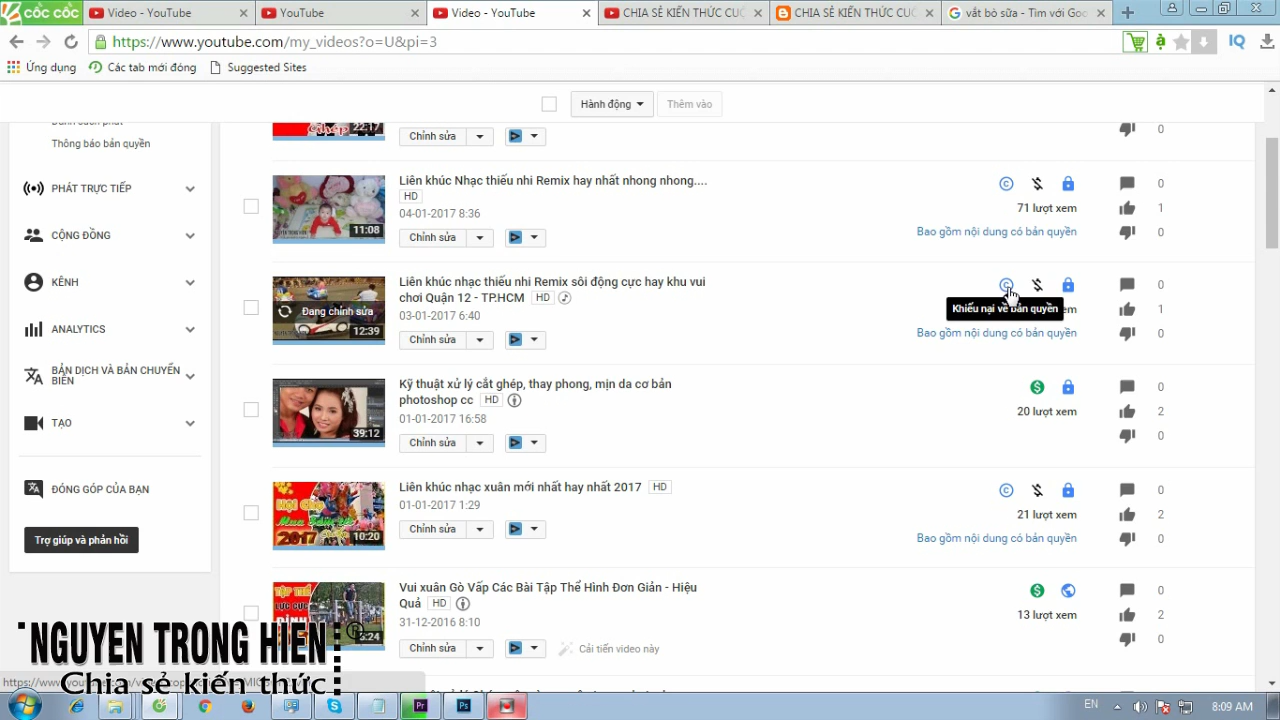 CỐC CỐC
Video - YouTube
YouTube
Video - YouTube
CHIA SẺ KIẾN THỨC CUỘC
CHIA SẺ KIẾN THỨC CUỘ
vắt bò sữa - Tìm với Goo
https://www.youtube.com/my_videos?o=U&pi=3
IQ
Ứng dụng
Các tab mới đóng
Suggested Sites
Hành động
Thêm vào
Thông báo bản quyền
PHÁT TRỰC TIẾP
CỘNG ĐỒNG
KÊNH
ANALYTICS
BẢN DỊCH VÀ BẢN CHUYỂN
BIÊN
TẠO
ĐÓNG GÓP CỦA BẠN
Trợ giúp và phản hồi
Ghép
22:17
Chỉnh sửa
0
Liên khúc Nhạc thiếu nhi Remix hay nhất nhong nhong....
HD
04-01-2017 8:36
11:08
Chỉnh sửa
71 lượt xem
Bao gồm nội dung có bản quyền
0
1
0
Liên khúc nhạc thiếu nhi Remix sôi động cực hay khu vui
chơi Quận 12 - TP.HCM HD
03-01-2017 6:40
Đang chỉnh sửa
12:39
Chỉnh sửa
Khiếu nại về bản quyền
em
Bao gồm nội dung có bản quyền
0
1
0
Kỹ thuật xử lý cắt ghép, thay phong, mịn da cơ bản
photoshop cc HD
01-01-2017 16:58
39:12
Chỉnh sửa
20 lượt xem
0
2
0
Liên khúc nhạc xuân mới nhất hay nhất 2017 HD
01-01-2017 1:29
2017
10:20
Chỉnh sửa
21 lượt xem
Bao gồm nội dung có bản quyền
0
2
0
Vui xuân Gò Vấp Các Bài Tập Thể Hình Đơn Giản - Hiệu
Quả HD
31-12-2016 8:10
TẬP THỂ
Chỉnh sửa
Cải tiến video này
13 lượt xem
0
2
0
NGUYEN TRONG HIEN
Chia sẻ kiến thức
EN
8:09 AM